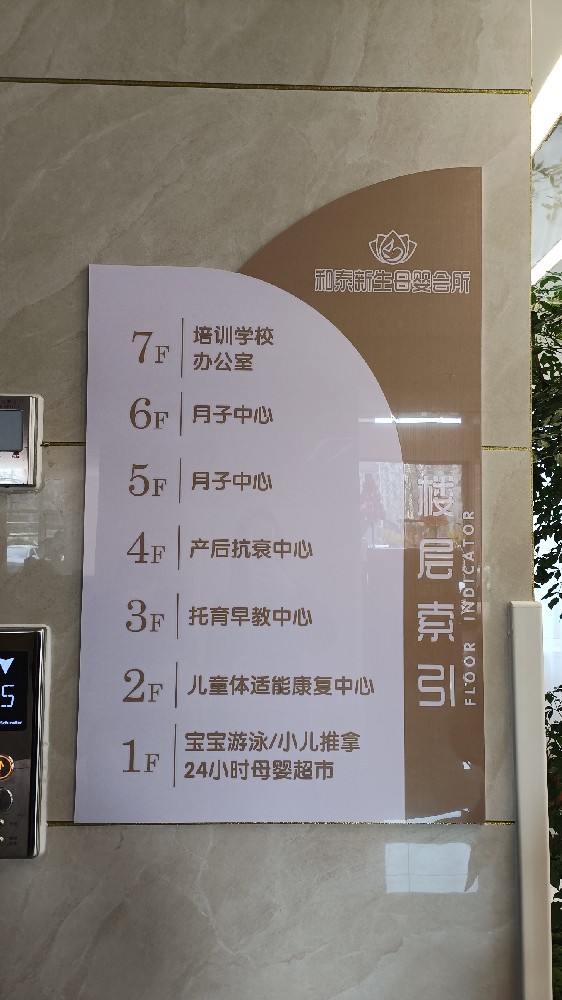 和泰新生母婴会所
7F
培训学校
办公室
6F
月子中心
5F
月子中心
4F
产后抗衰中心
3F
托育早教中心
2F
儿童体适能康复中心
1F
宝宝游泳/小儿推拿
24小时母婴超市
楼层索引
FLOOR INDICATOR